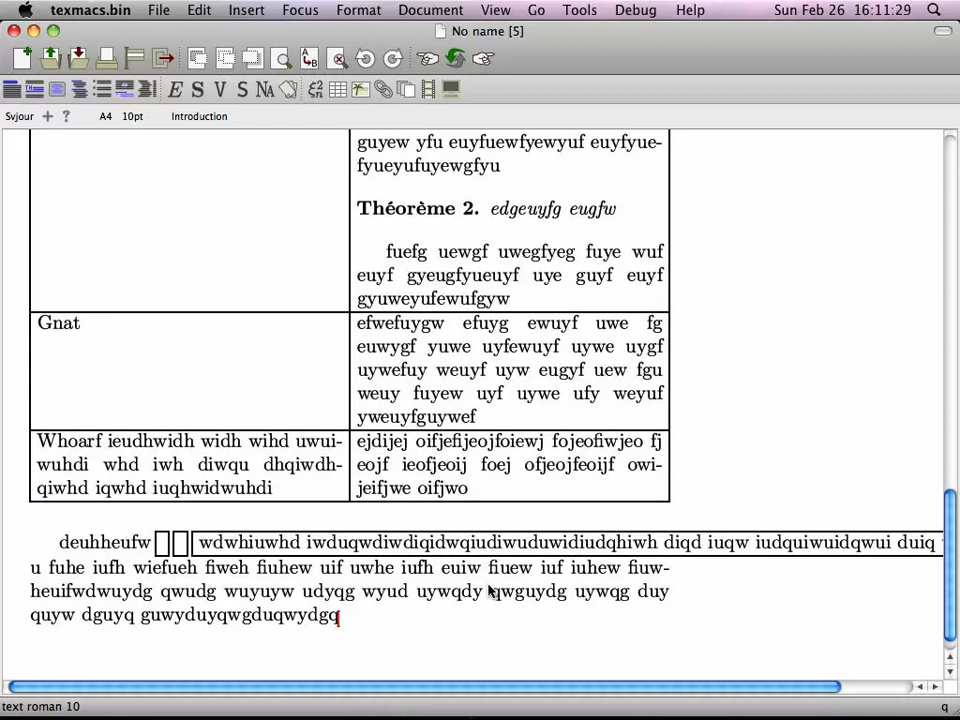 texmacs.bin File Edit Insert Focus Format Document View Go Tools Debug Help Sun Feb 26 16:11:29
No name [5]
Svjour A4 10pt Introduction
guyew yfu euyfuewfyewyuf euyfyue-
fyueyufuyewgfyu
Théorème 2. edgeuyfg eugfw
fuefg uewgf uwegfyeg fuye wuf
euyf gyeugfyueuyf uye guyf euyf
gyuweyufewufgyw
Gnat
efwefuygw efuyg ewuyf uwe fg
euwygf yuwe uyfewuyf uywe uygf
uywefuy weuyf uyw eugyf uew fgu
weuy fuyew uyf uywe ufy weyuf
yweuyfguywef
Whoarf ieudhwidh widh wihd uwui-
wuhdi whd iwh diwqu dhqiwdh-
qiwhd iqwhd iuqhwidwuhdi
ejdijej oifjefijeojfoiewj fojeofiwjeo fj
eojf ieofjeoij foej ofjeojfeoijf owi-
jeifjwe oifjwo
deuhheufw wdwhiuwhd iwduqwdiwdiqidwqiudiwuduwidiudqhiwh diqd iuqw iudquiwuidqwui duiq
u fuhe iufh wiefueh fiweh fiuhew uif uwhe iufh euiw fiuew iuf iuhew fiuw-
heuifwdwuydg qwudg wuyuyw udyqg wyud uywqdy qwguydg uywqg duy
quyw dguyq guwyduyqwgduqwydgq
text roman 10 q